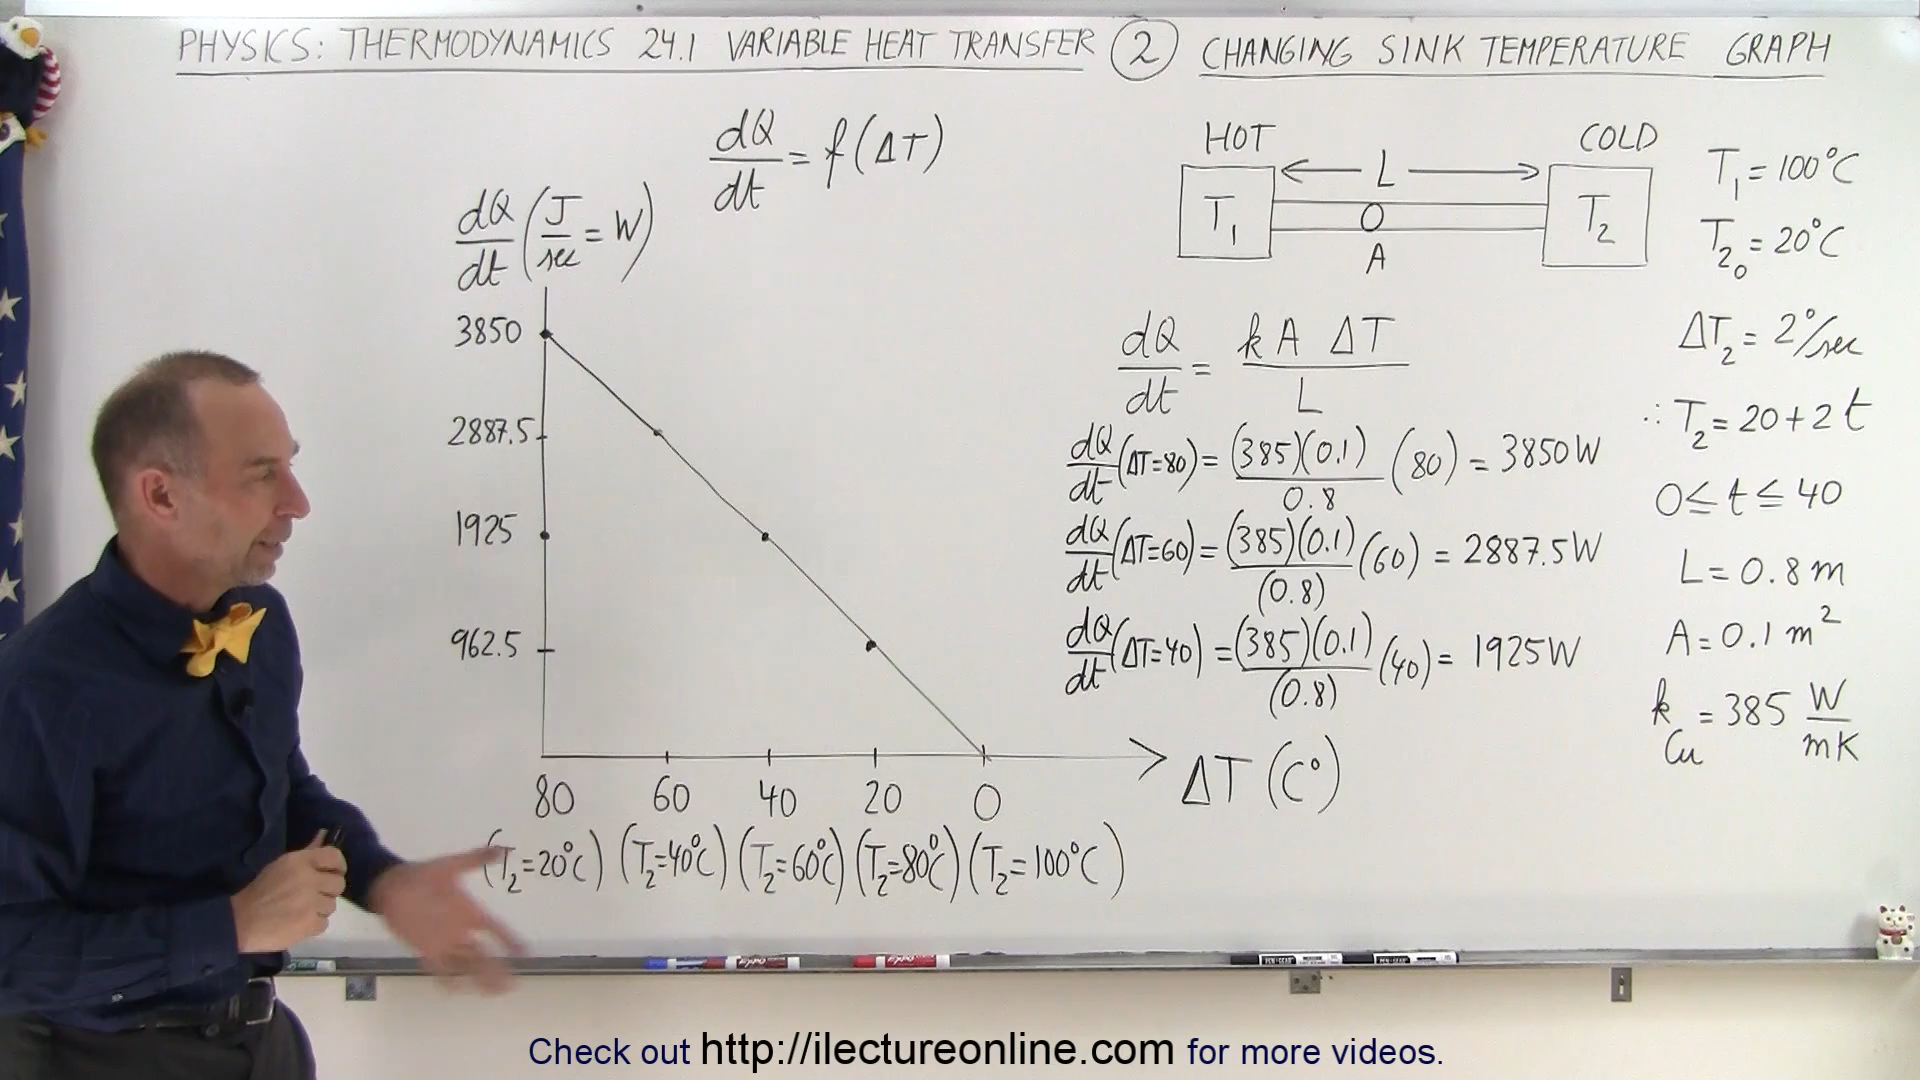 PHYSICS: THERMODYNAMICS 24.1 VARIABLE HEAT TRANSFER ② CHANGING SINK TEMPERATURE GRAPH
dQ/dt = f(ΔT)
dQ/dt (J/sec = W)
3850
2887.5
1925
962.5
80 60 40 20 0
ΔT (C°)
(T₂=20°C) (T₂=40°C) (T₂=60°C) (T₂=80°C) (T₂=100°C)
HOT COLD
L
T₁ T₂
A
dQ/dt = kA ΔT/L
dQ/dt (ΔT=80) = (385)(0.1)/0.8 (80) = 3850W
dQ/dt (ΔT=60) = (385)(0.1)/(0.8) (60) = 2887.5W
dQ/dt (ΔT=40) = (385)(0.1)/(0.8) (40) = 1925W
T₁ = 100°C
T₂₀ = 20°C
ΔT₂ = 2°/sec
∴ T₂ = 20+2t
0 ≤ t ≤ 40
L = 0.8m
A = 0.1 m²
k Cu = 385 W/mK
Check out http://ilectureonline.com for more videos.